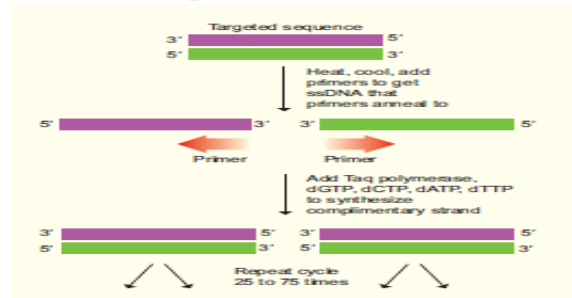 Targeted sequence
3′ 5′
5′ 3′
Heat, cool, add
primers to get
ssDNA that
primers anneal to
5′ 3′ 3′ 5′
Primer Primer
Add Taq polymerase,
dGTP, dCTP, dATP, dTTP
to synthesize
complimentary strand
3′ 5′ 3′ 5′
5′ 3′ 5′ 3′
Repeat cycle
25 to 75 times